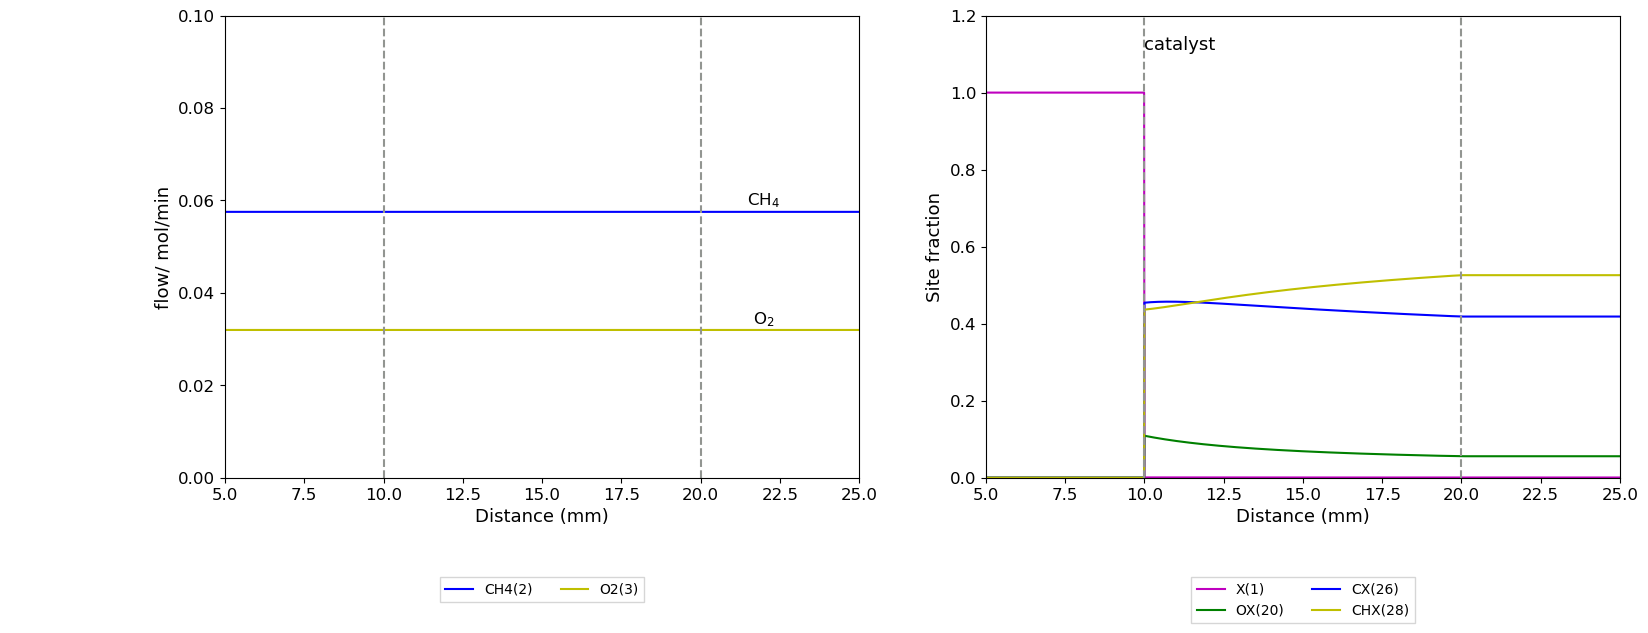 0.10
0.08
0.06
0.04
0.02
0.00
flow/ mol/min
CH₄
O₂
5.0 7.5 10.0 12.5 15.0 17.5 20.0 22.5 25.0
Distance (mm)
CH4(2) O2(3)
1.2
1.0
0.8
0.6
0.4
0.2
0.0
Site fraction
catalyst
5.0 7.5 10.0 12.5 15.0 17.5 20.0 22.5 25.0
Distance (mm)
X(1) CX(26)
OX(20) CHX(28)